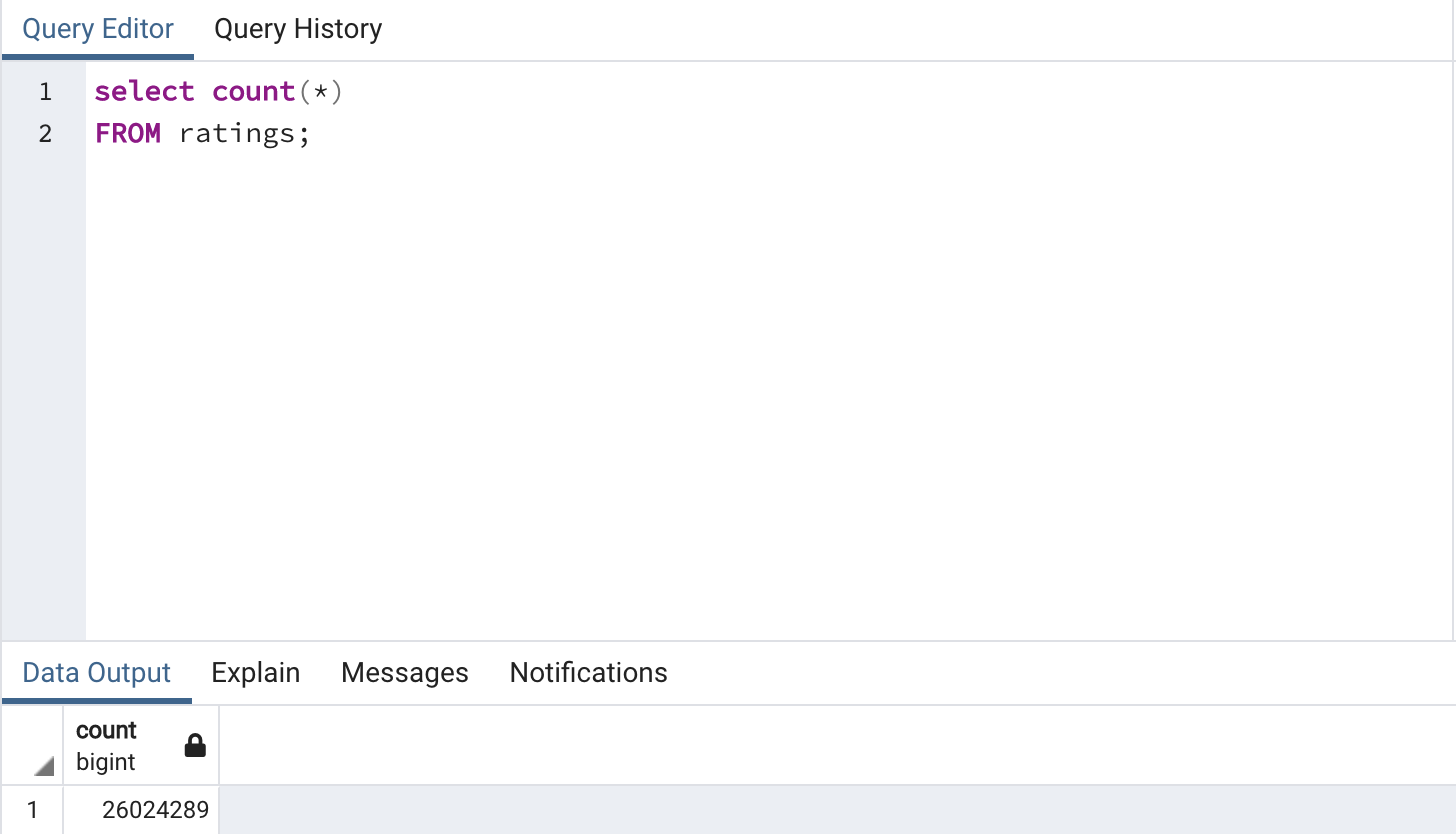 Query Editor Query History
1 select count(*)
2 FROM ratings;
Data Output Explain Messages Notifications
count
bigint
1 26024289